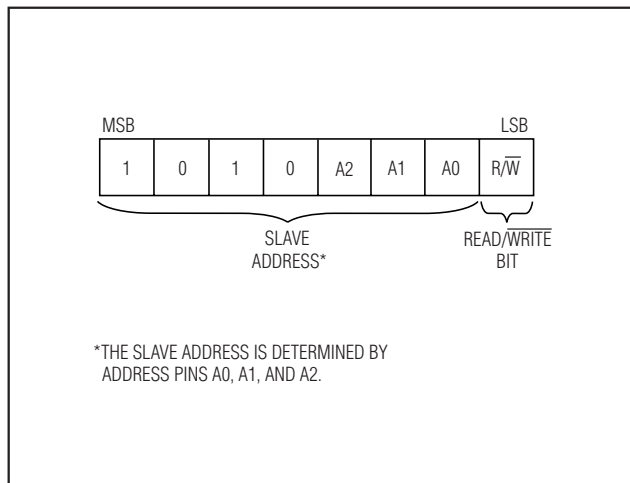 MSB LSB
1 0 1 0 A2 A1 A0 R/W̅
SLAVE
ADDRESS*
READ/W̅R̅I̅T̅E̅
BIT
*THE SLAVE ADDRESS IS DETERMINED BY
ADDRESS PINS A0, A1, AND A2.